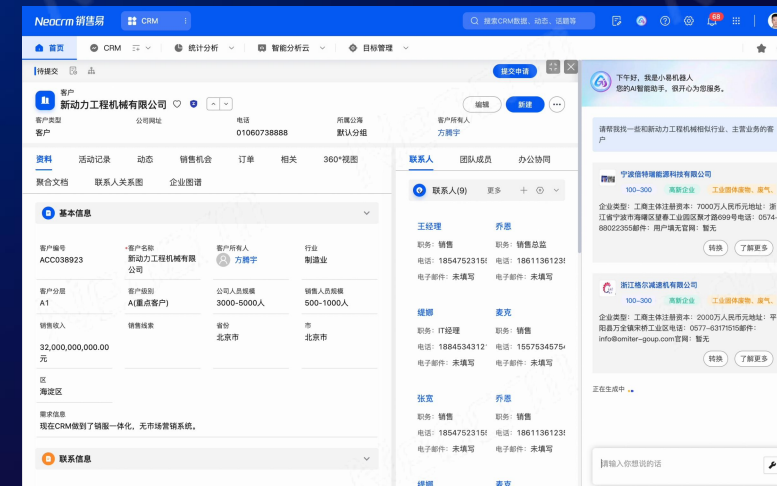 Neocrm 销售易
CRM
搜索CRM数据、动态、话题等
68
首页
CRM
统计分析
智能分析云
目标管理
待提交
提交申请
客户
新动力工程机械有限公司
编辑
新建
客户类型
公司网址
电话
所属公海
客户所有人
客户
01060738888
默认分组
方腾宇
资料
活动记录
动态
销售机会
订单
相关
360°视图
聚合文档
联系人关系图
企业图谱
基本信息
客户编号
*客户名称
客户所有人
行业
ACC038923
新动力工程机械有限
公司
方腾宇
制造业
客户分层
客户级别
公司人员规模
销售人员规模
A1
A(重点客户)
3000-5000人
500-1000人
销售收入
销售线索
省份
市
32,000,000,000.00
元
北京市
北京市
区
海淀区
需求信息
现在CRM做到了销服一体化，无市场营销系统。
联系信息
联系人
团队成员
办公协同
联系人(9)
更多
王经理
乔恩
职务: 销售
职务: 销售总监
电话: 1854752315
电话: 1861136123
电子邮件: 未填写
电子邮件: 未填写
缇娜
麦克
职务: IT经理
职务: 销售
电话: 1884534312
电话: 1557534575
电子邮件: 未填写
电子邮件: 未填写
张宽
乔恩
职务: 销售
职务: 销售
电话: 1854752315
电话: 1861136123
电子邮件: 未填写
电子邮件: 未填写
缇娜
麦克
下午好，我是小易机器人
您的AI智能助手，很开心为您服务。
请帮我找一些和新动力工程机械相似行业、主营业务的客
户
宁波倍特瑞能源科技有限公司
100-300
高新企业
工业固体废物、废气、
企业类型: 工商主体注册资本: 7000万人民币元地址: 浙
江省宁波市海曙区望春工业园区聚才路699号电话: 0574-
88022355邮件: 用户填无官网: 暂无
转换
了解更多
浙江格尔减速机有限公司
100-300
高新企业
工业固体废物、废气、
企业类型: 工商主体注册资本: 2000万人民币元地址: 平
阳县万全镇宋桥工业区电话: 0577-63171515邮件:
info@omiter-goup.com官网: 暂无
转换
了解更多
正在生成中
请输入你想说的话